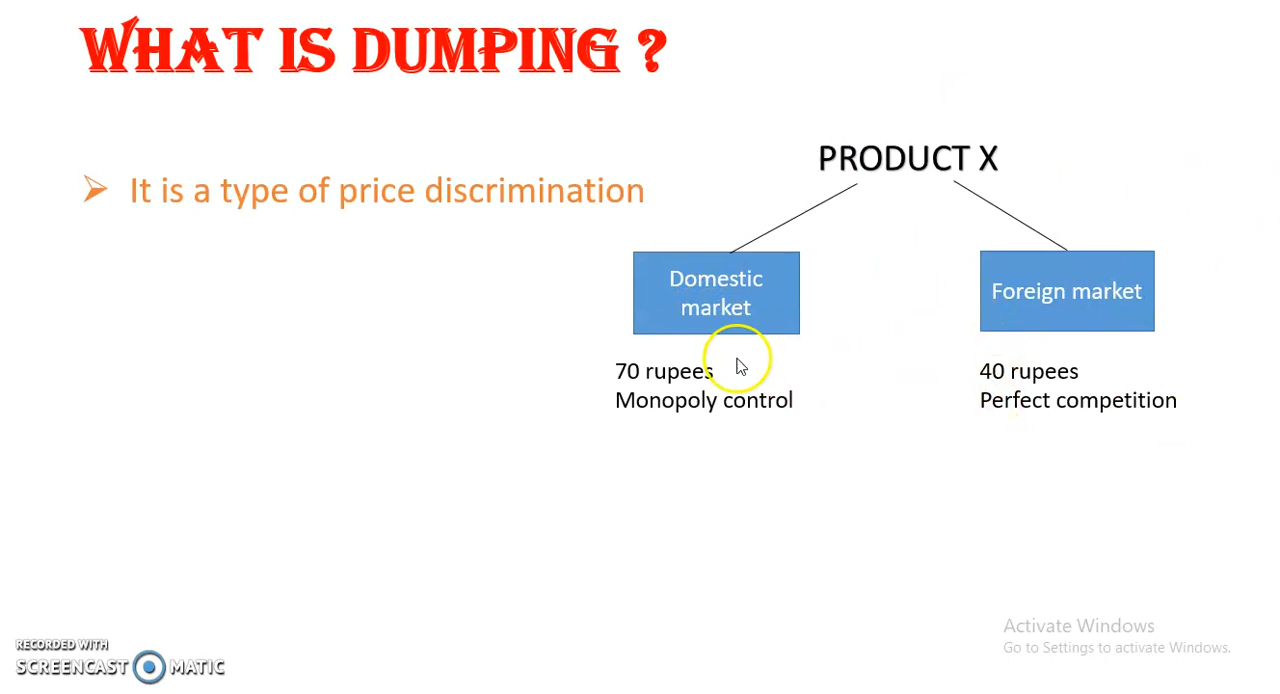 WHAT IS DUMPING ?
PRODUCT X
It is a type of price discrimination
Domestic
market
Foreign market
70 rupees
Monopoly control
40 rupees
Perfect competition
Activate Windows
Go to Settings to activate Windows.
RECORDED WITH
SCREENCAST MATIC